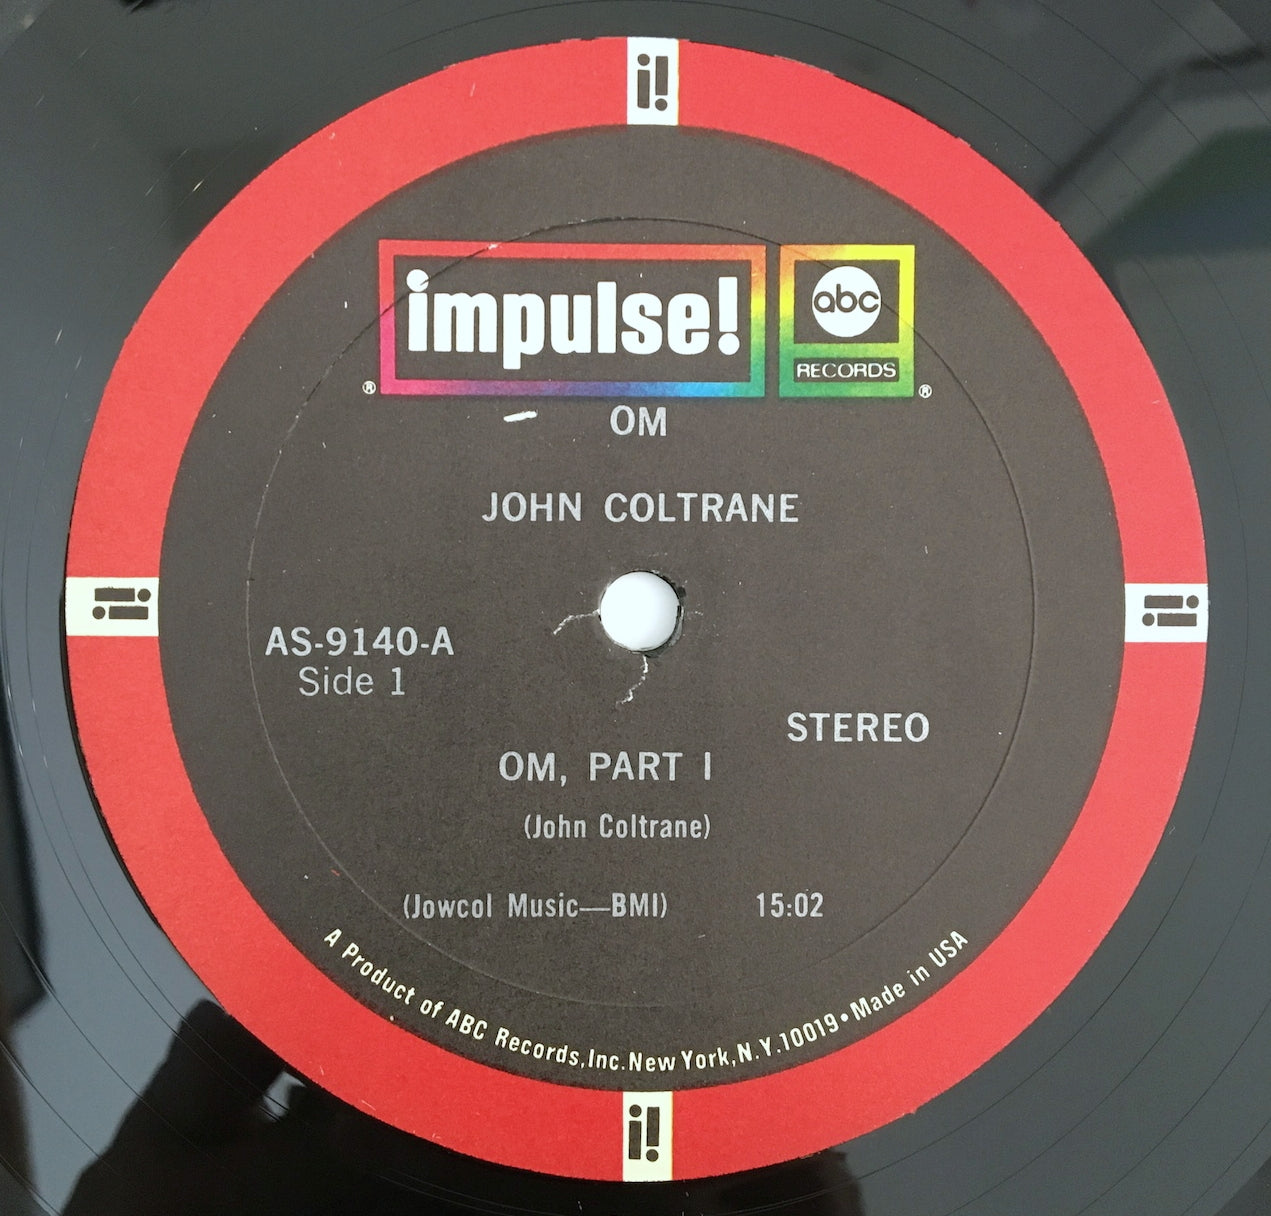 i!
impulse!
abc
RECORDS
®
®
OM
JOHN COLTRANE
i!
i!
AS-9140-A
Side 1
STEREO
OM, PART I
(John Coltrane)
(Jowcol Music—BMI) 15:02
A Product of ABC Records,Inc.New York,N.Y.10019•Made in USA
i!